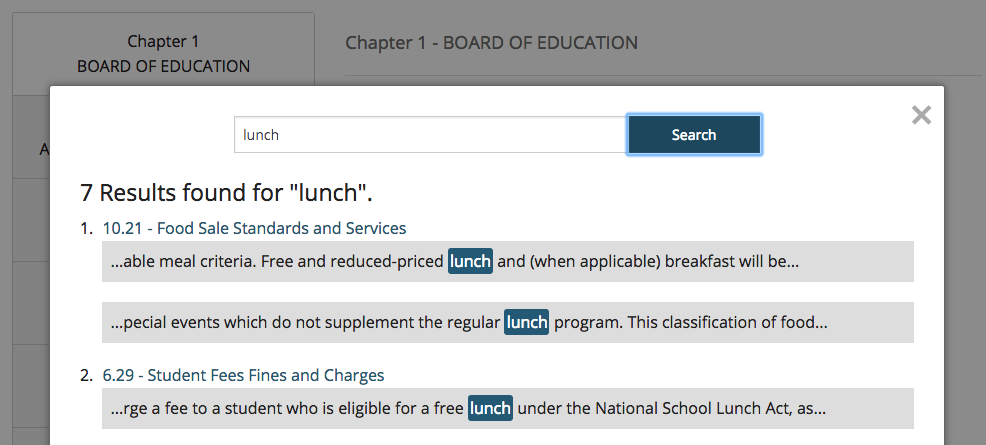 Chapter 1
BOARD OF EDUCATION
Chapter 1 - BOARD OF EDUCATION
A
×
lunch
Search
7 Results found for "lunch".
1. 10.21 - Food Sale Standards and Services
...able meal criteria. Free and reduced-priced lunch and (when applicable) breakfast will be...
...pecial events which do not supplement the regular lunch program. This classification of food...
2. 6.29 - Student Fees Fines and Charges
...rge a fee to a student who is eligible for a free lunch under the National School Lunch Act, as...